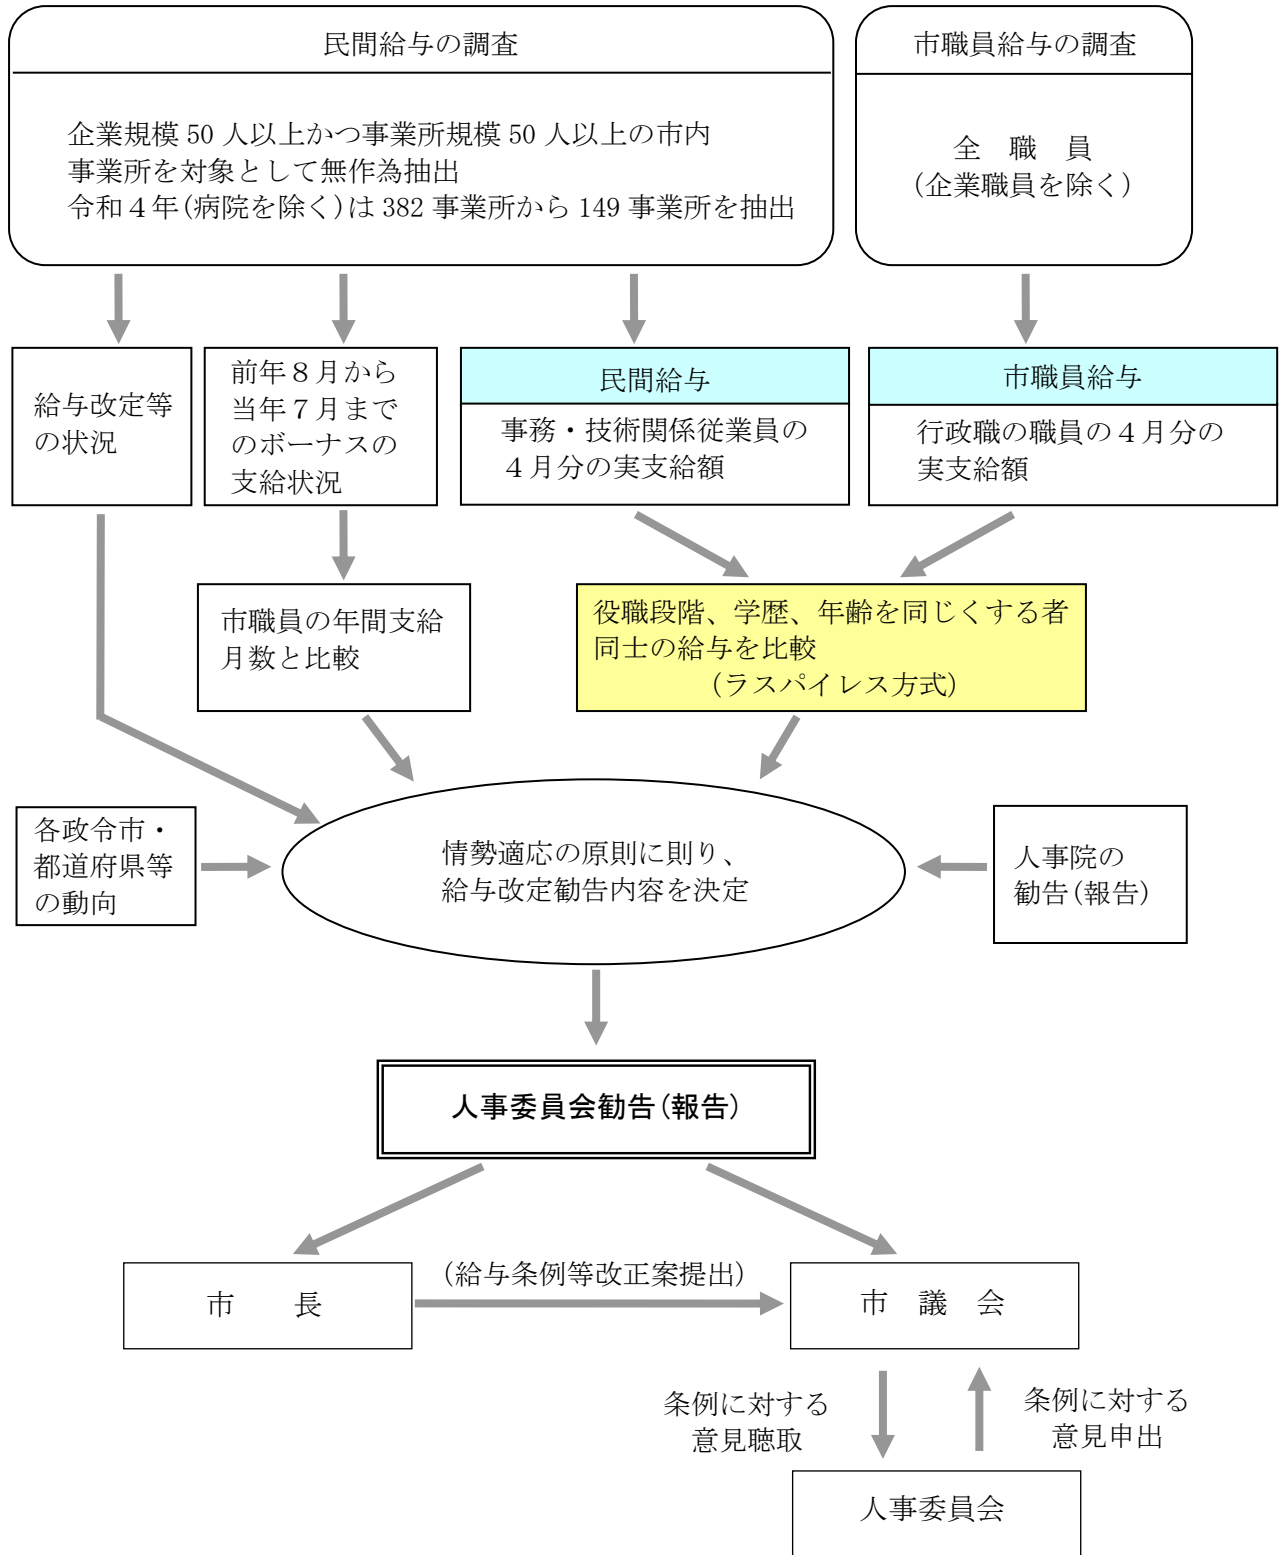 民間給与の調査
企業規模 50 人以上かつ事業所規模 50 人以上の市内
事業所を対象として無作為抽出
令和４年(病院を除く)は 382 事業所から 149 事業所を抽出
市職員給与の調査
全　職　員
(企業職員を除く)
給与改定等
の状況
前年８月から
当年７月まで
のボーナスの
支給状況
民間給与
事務・技術関係従業員の
４月分の実支給額
市職員給与
行政職の職員の４月分の
実支給額
市職員の年間支給
月数と比較
役職段階、学歴、年齢を同じくする者
同士の給与を比較
(ラスパイレス方式)
各政令市・
都道府県等
の動向
情勢適応の原則に則り、
給与改定勧告内容を決定
人事院の
勧告(報告)
人事委員会勧告(報告)
市　　長
(給与条例等改正案提出)
市　議　会
条例に対する
意見聴取
条例に対する
意見申出
人事委員会